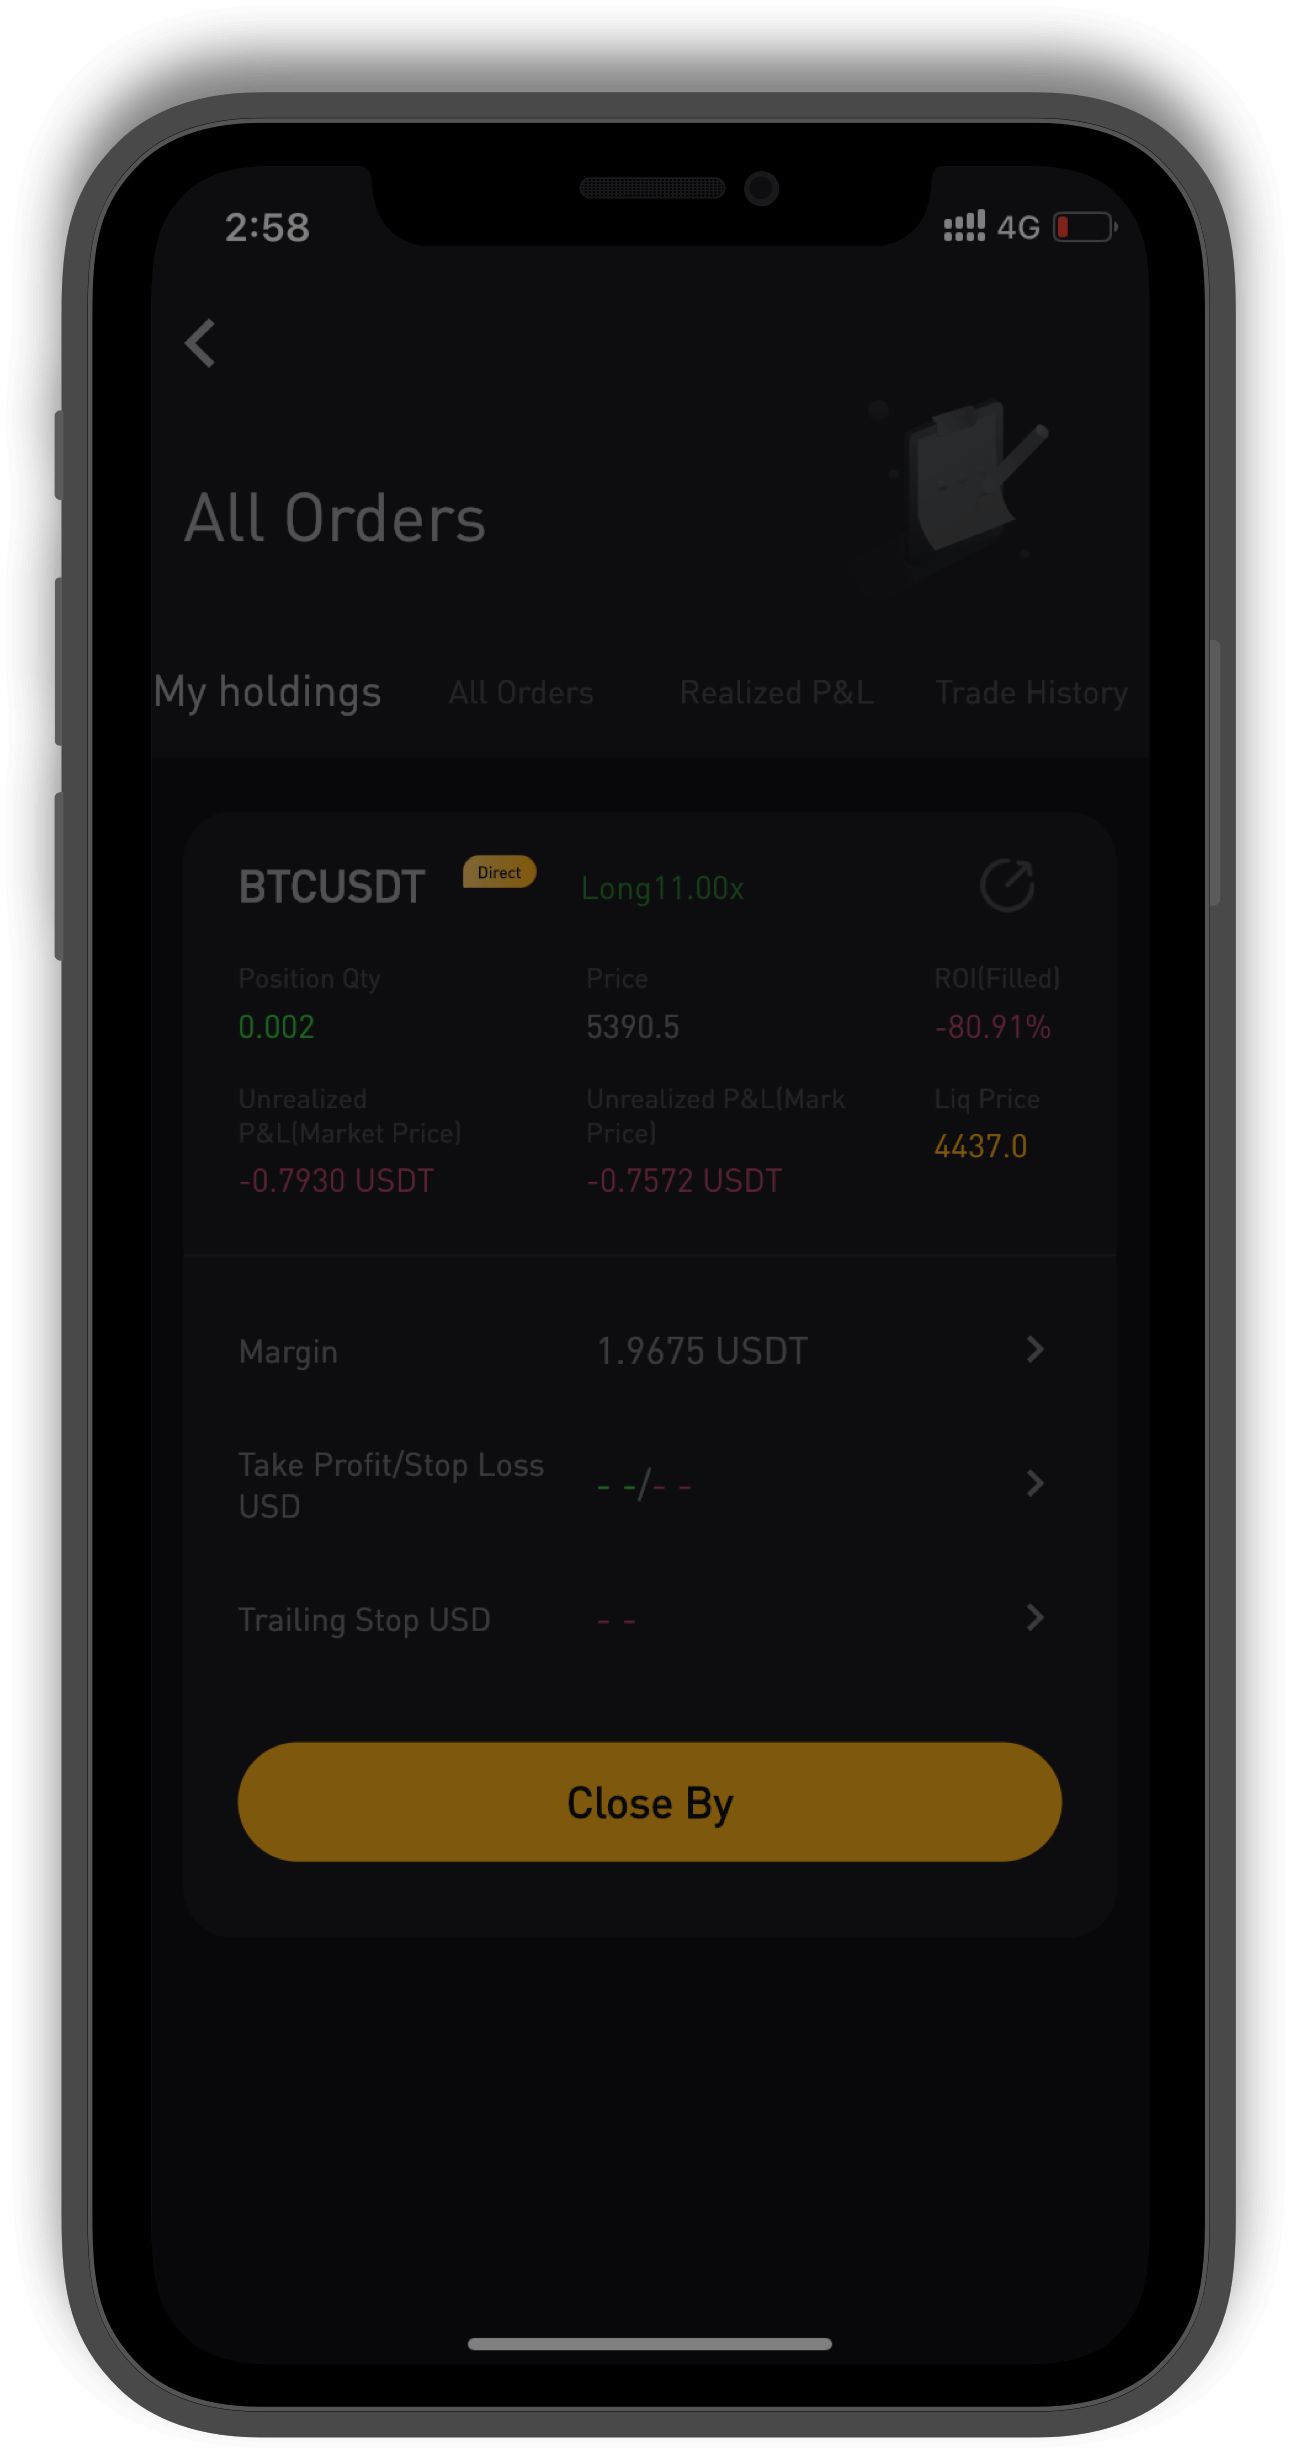 2:58
4G
All Orders
My holdings All Orders Realized P&L Trade History
BTCUSDT Direct Long11.00x
Position Qty Price ROI(Filled)
0.002 5390.5 -80.91%
Unrealized P&L(Market Price) Unrealized P&L(Mark Price) Liq Price
-0.7930 USDT -0.7572 USDT 4437.0
Margin 1.9675 USDT
Take Profit/Stop Loss
USD
- -/- -
Trailing Stop USD - -
Close By